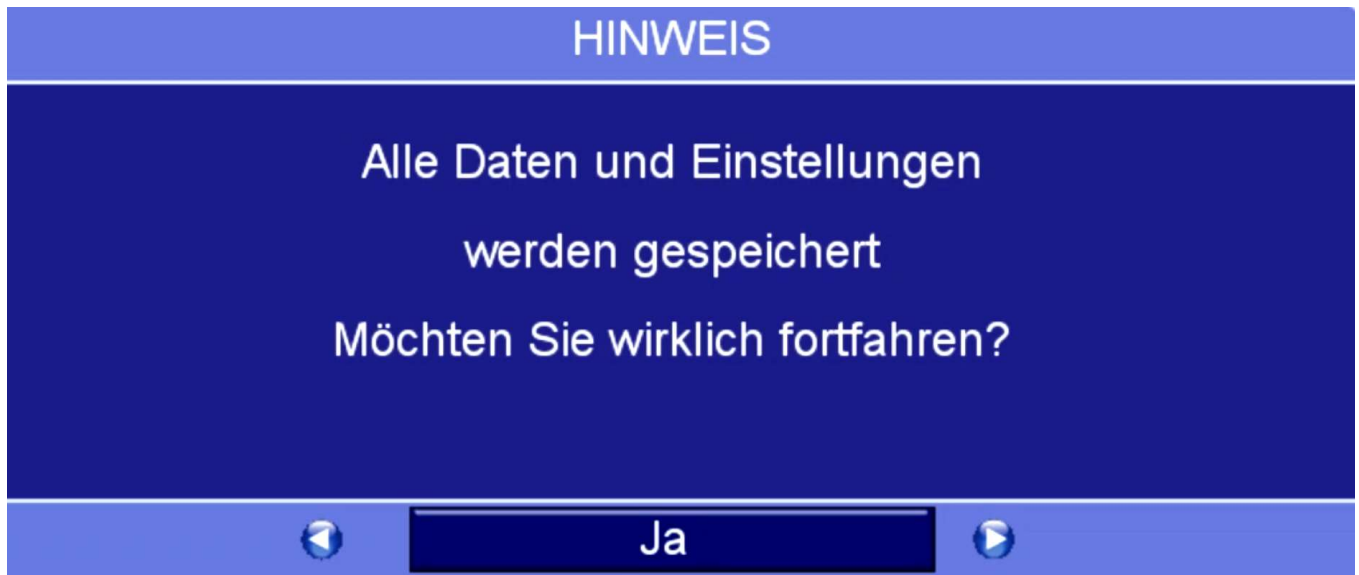 HINWEIS
Alle Daten und Einstellungen
werden gespeichert
Möchten Sie wirklich fortfahren?
Ja